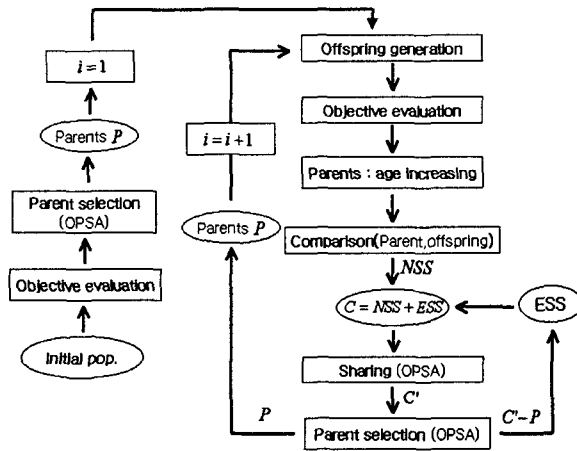 Offspring generation
i = 1
Objective evaluation
Parents P
i = i+1
Parents : age increasing
Parent selection
(OPSA)
Parents P
Comparison(Parent,offspring)
NSS
Objective evaluation
C = NSS + ESS
ESS
Initial pop.
Sharing (OPSA)
C'
P
C'-P
Parent selection (OPSA)